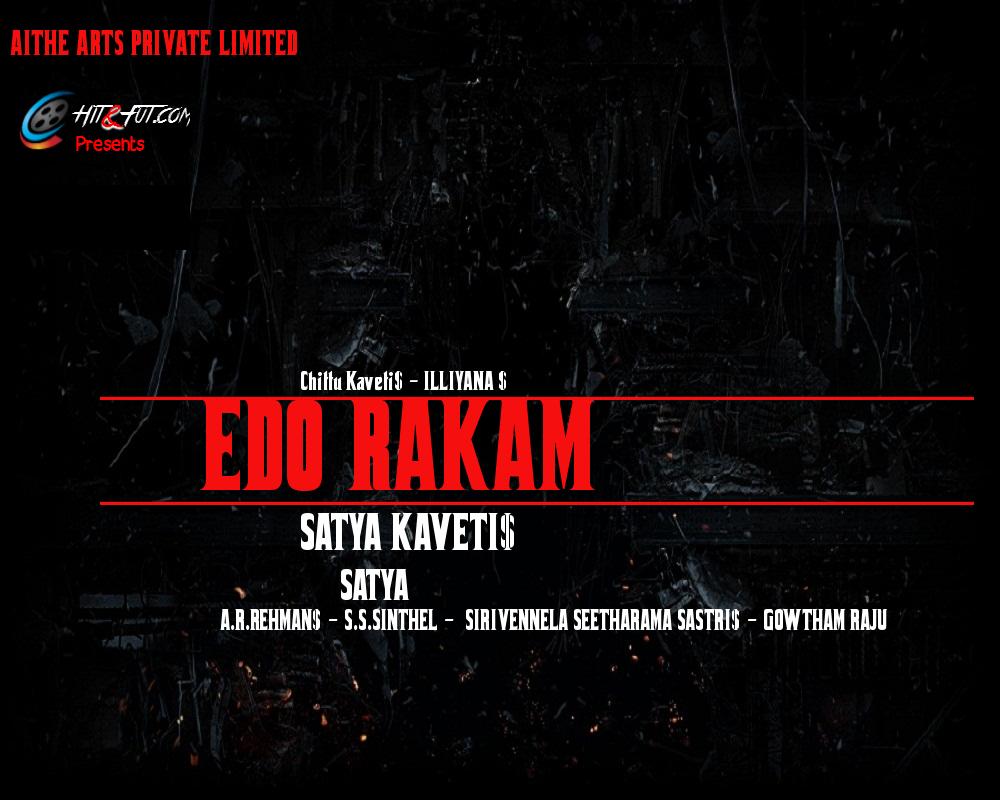 AITHE ARTS PRIVATE LIMITED
HIT&FUT.COM
Presents
Chittu Kaveti$ - ILLIYANA $
EDO RAKAM
SATYA KAVETI$
SATYA
A.R.REHMAN$ - S.S.SINTHEL - SIRIVENNELA SEETHARAMA SASTRI$ - GOWTHAM RAJU